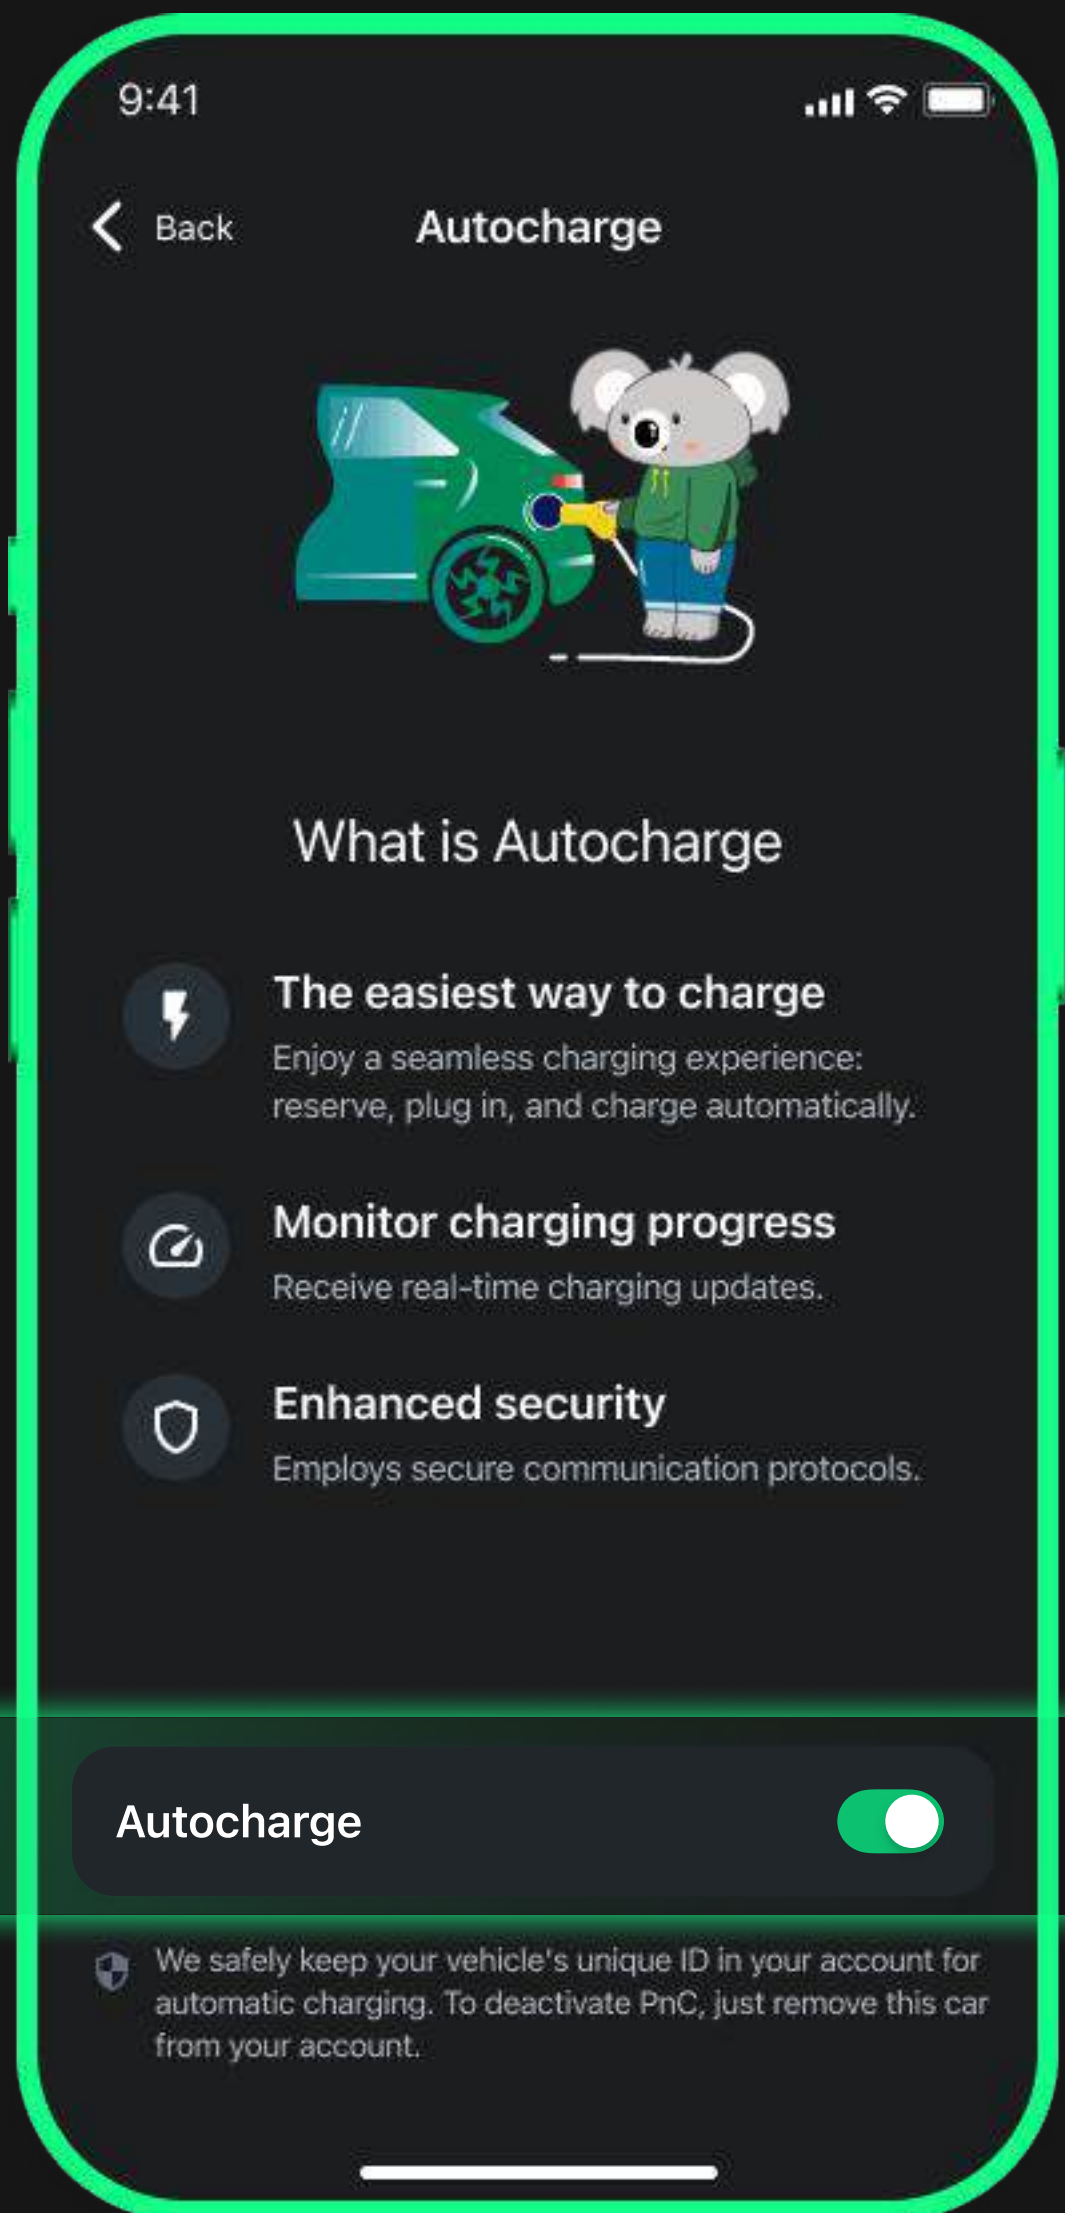 9:41
Back
Autocharge
What is Autocharge
The easiest way to charge
Enjoy a seamless charging experience:
reserve, plug in, and charge automatically.
Monitor charging progress
Receive real-time charging updates.
Enhanced security
Employs secure communication protocols.
Autocharge
We safely keep your vehicle's unique ID in your account for
automatic charging. To deactivate PnC, just remove this car
from your account.